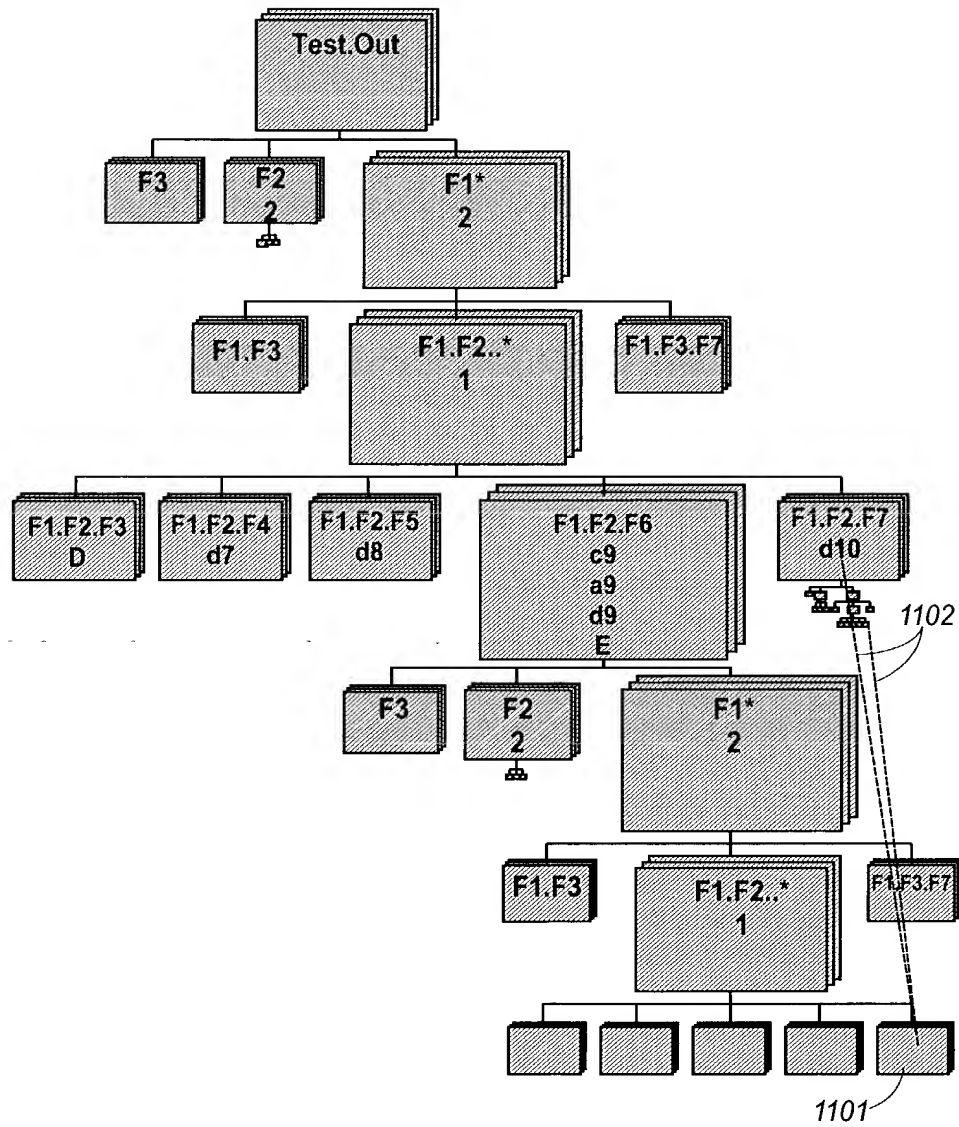 Test.Out
F3
F2
2
F1*
2
F1.F3
F1.F2..*
1
F1.F3.F7
F1.F2.F3
D
F1.F2.F4
d7
F1.F2.F5
d8
F1.F2.F6
c9
a9
d9
E
F1.F2.F7
d10
1102
F3
F2
2
F1*
2
F1.F3
F1.F2..*
1
F1.F3.F7
1101